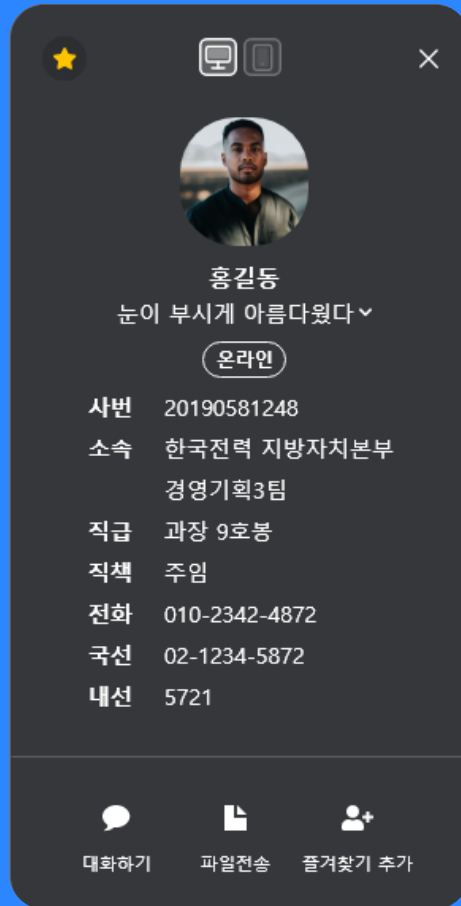 홍길동
눈이 부시게 아름다웠다
온라인
사번 20190581248
소속 한국전력 지방자치본부
경영기획3팀
직급 과장 9호봉
직책 주임
전화 010-2342-4872
국선 02-1234-5872
내선 5721
대화하기 파일전송 즐겨찾기 추가